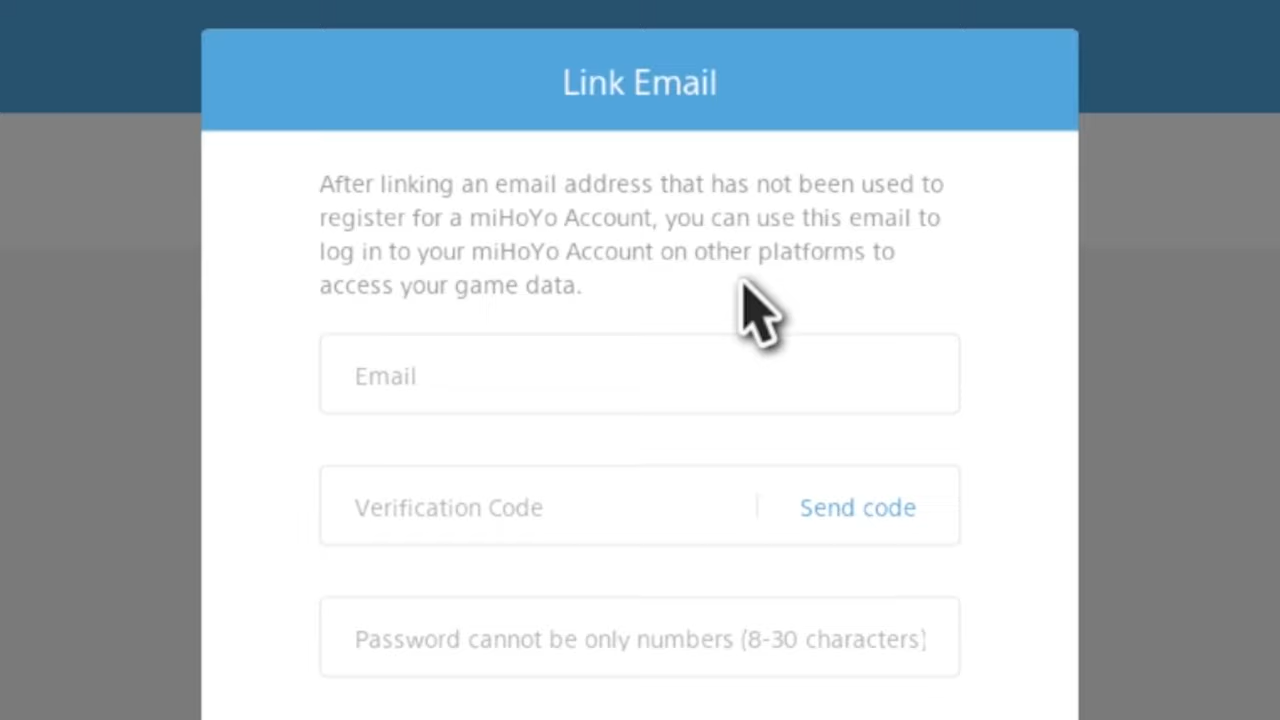 Link Email
After linking an email address that has not been used to
register for a miHoYo Account, you can use this email to
log in to your miHoYo Account on other platforms to
access your game data.
Email
Verification Code
Send code
Password cannot be only numbers (8-30 characters)